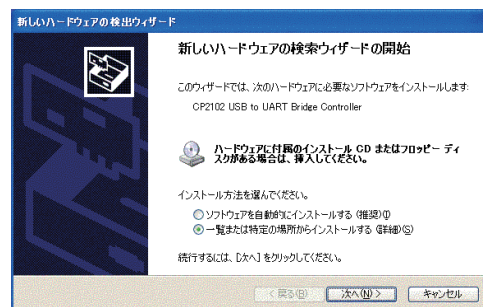 新しいハードウェアの検出ウィザード
新しいハードウェアの検索ウィザードの開始
このウィザードでは、次のハードウェアに必要なソフトウェアをインストールします:
CP2102 USB to UART Bridge Controller
ハードウェアに付属のインストール CD またはフロッピー ディ
スクがある場合は、挿入してください。
インストール方法を選んでください。
ソフトウェアを自動的にインストールする (推奨)(I)
一覧または特定の場所からインストールする (詳細)(S)
続行するには、[次へ] をクリックしてください。
< 戻る(B) 次へ(N) > キャンセル